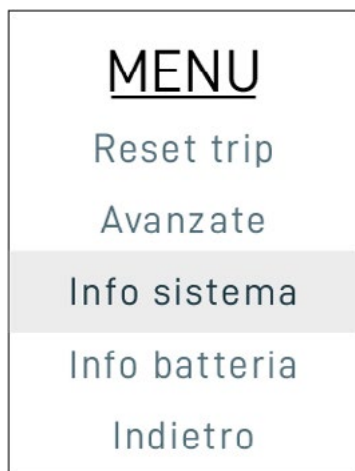 MENU
Reset trip
Avanzate
Info sistema
Info batteria
Indietro